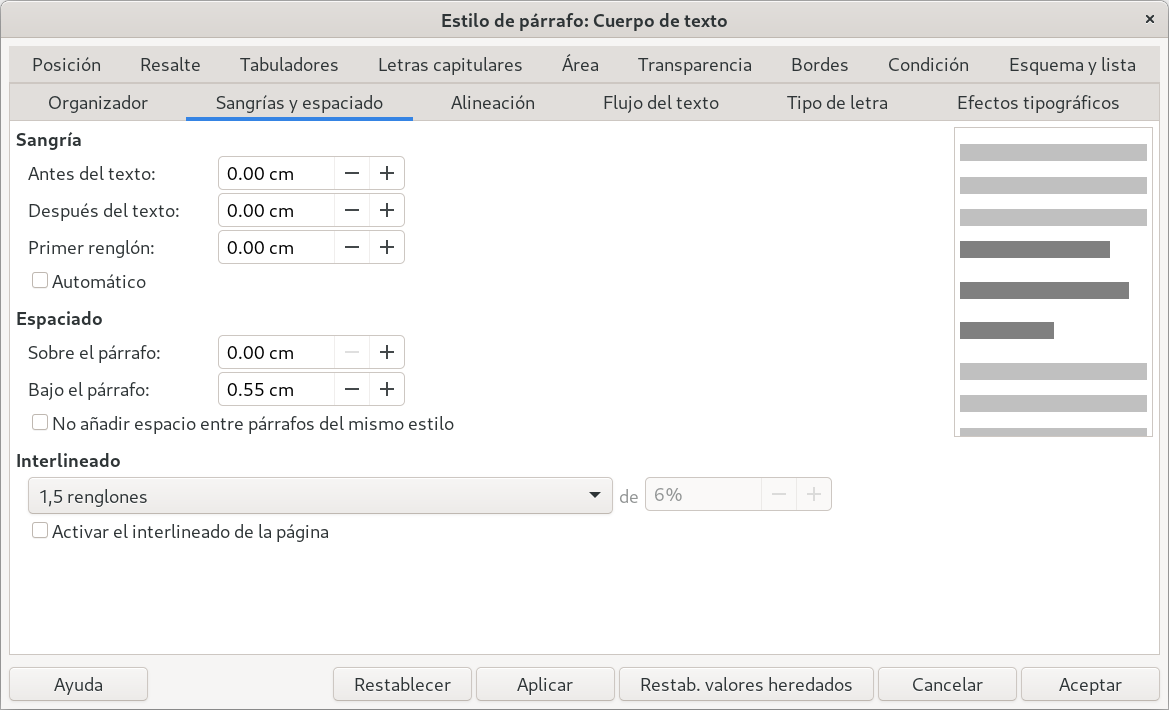 Estilo de párrafo: Cuerpo de texto ×
Posición Resalte Tabuladores Letras capitulares Área Transparencia Bordes Condición Esquema y lista
Organizador Sangrías y espaciado Alineación Flujo del texto Tipo de letra Efectos tipográficos
Sangría
Antes del texto: 0.00 cm − +
Después del texto: 0.00 cm − +
Primer renglón: 0.00 cm − +
Automático
Espaciado
Sobre el párrafo: 0.00 cm − +
Bajo el párrafo: 0.55 cm − +
No añadir espacio entre párrafos del mismo estilo
Interlineado
1,5 renglones de 6% − +
Activar el interlineado de la página
Ayuda Restablecer Aplicar Restab. valores heredados Cancelar Aceptar